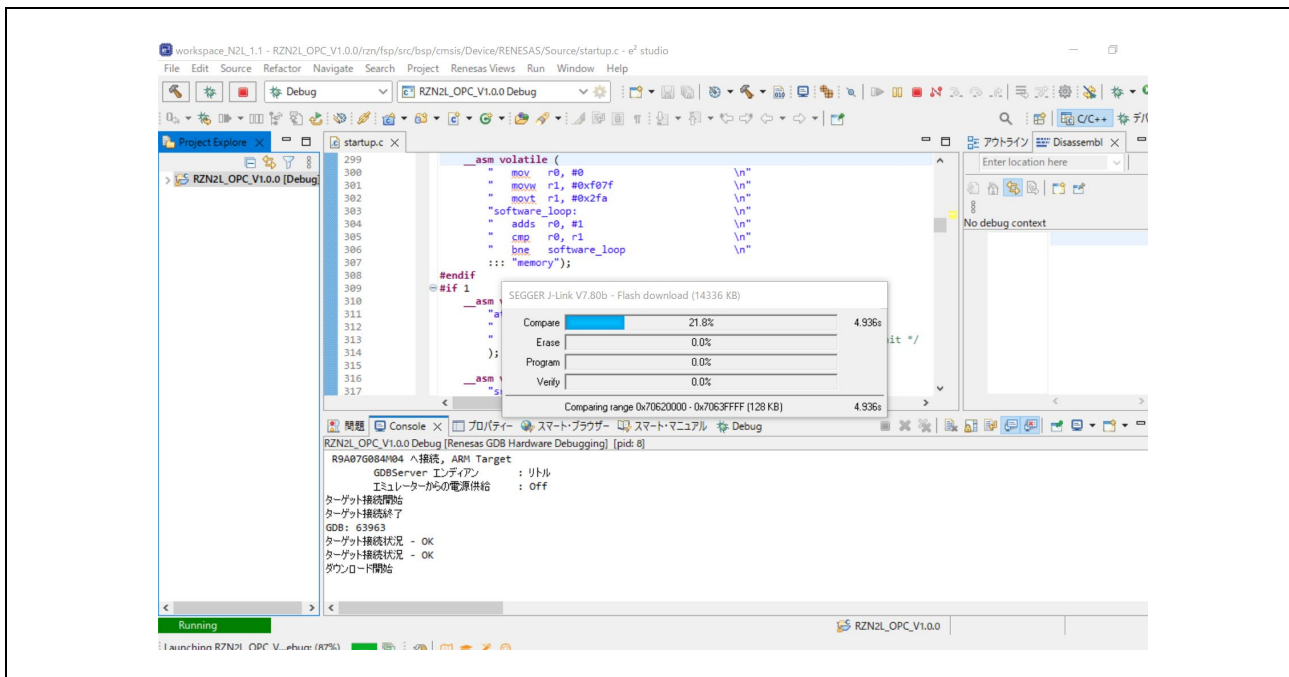 workspace_N2L_1.1 - RZN2L_OPC_V1.0.0/rzn/fsp/src/bsp/cmsis/Device/RENESAS/Source/startup.c - e² studio
File Edit Source Refactor Navigate Search Project Renesas Views Run Window Help
Debug RZN2L_OPC_V1.0.0 Debug
C/C++
Project Explore
startup.c
アウトライン Disassembl
RZN2L_OPC_V1.0.0 [Debug]
Enter location here
No debug context
299 __asm volatile (
300 " mov r0, #0 \n"
301 " movw r1, #0xf07f \n"
302 " movt r1, #0x2fa \n"
303 "software_loop: \n"
304 " adds r0, #1 \n"
305 " cmp r0, r1 \n"
306 " bne software_loop \n"
307 ::: "memory");
308 #endif
309 #if 1
310 __asm
311
312 "
313 " it */
314 );
315
316 __asm
317
SEGGER J-Link V7.80b - Flash download (14336 KB)
Compare 21.8% 4.936s
Erase 0.0%
Program 0.0%
Verify 0.0%
Comparing range 0x70620000 - 0x7063FFFF (128 KB) 4.936s
問題 Console プロパティー スマート・ブラウザー スマート・マニュアル Debug
RZN2L_OPC_V1.0.0 Debug [Renesas GDB Hardware Debugging] [pid: 8]
R9A07G084M04 へ接続, ARM Target
GDBServer エンディアン : リトル
エミュレーターからの電源供給 : Off
ターゲット接続開始
ターゲット接続終了
GDB: 63963
ターゲット接続状況 - OK
ターゲット接続状況 - OK
ダウンロード開始
Running
RZN2L_OPC_V1.0.0
Launching RZN2L_OPC_V...ebug: (87%)